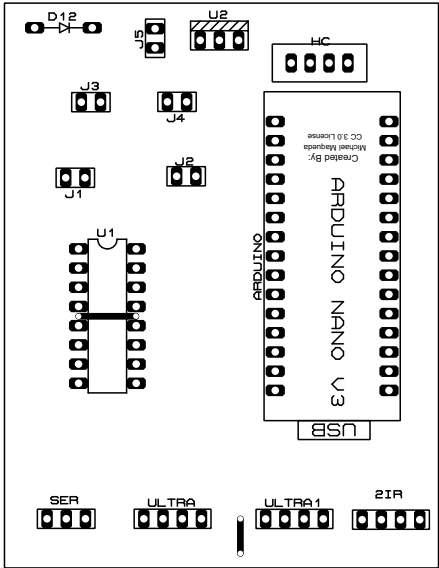 D12
J5
U2
HC
J3
J4
J1
J2
U1
ARDUINO
Created By:
Michael Maqueda
CC 3.0 License
ARDUINO NANO V3
USB
SER
ULTRA
ULTRA1
2IR